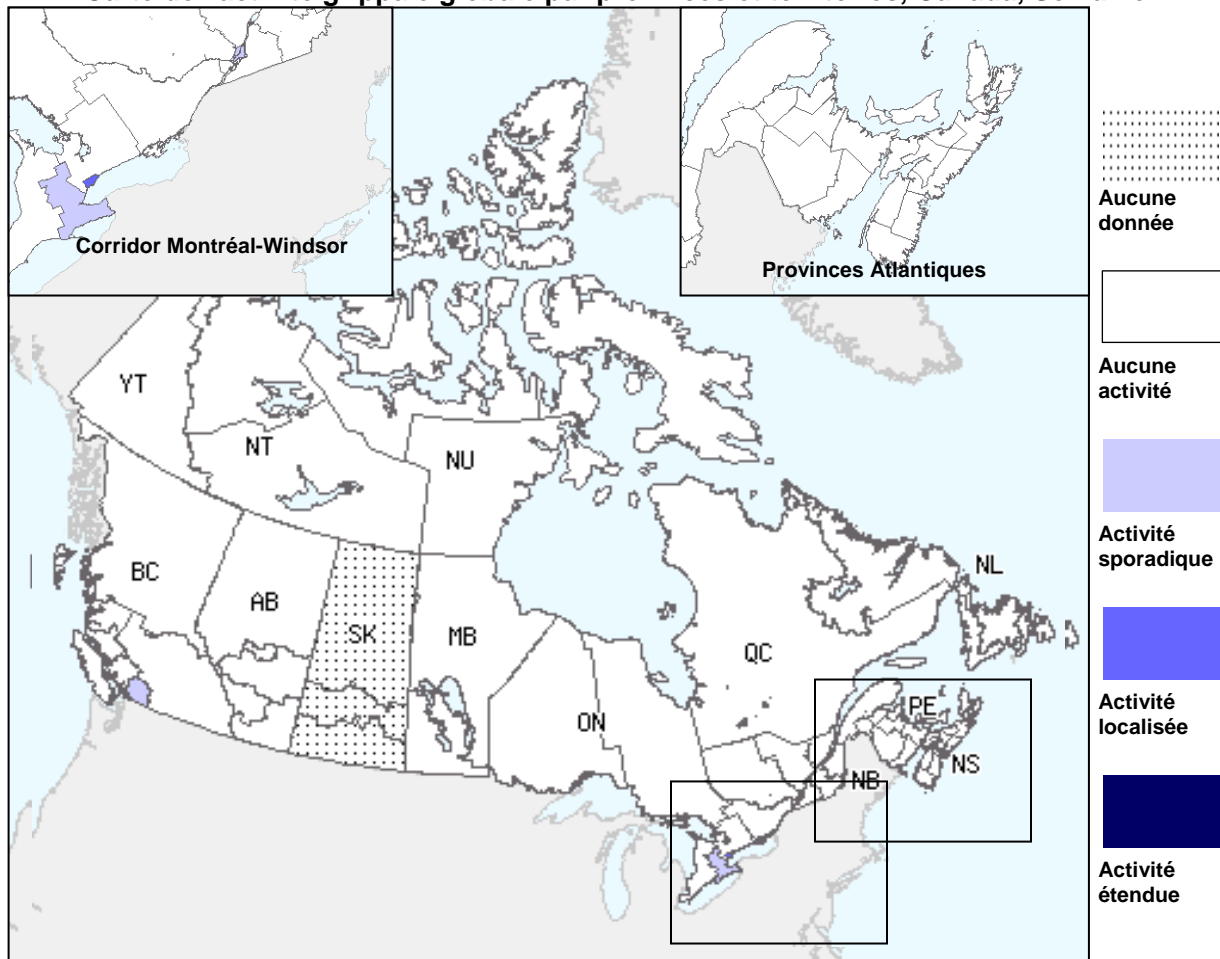 Corridor Montréal-Windsor
Provinces Atlantiques
Aucune
donnée
Aucune
activité
Activité
sporadique
Activité
localisée
Activité
étendue
YT
NT
NU
BC
AB
SK
MB
ON
QC
NL
PE
NB
NS